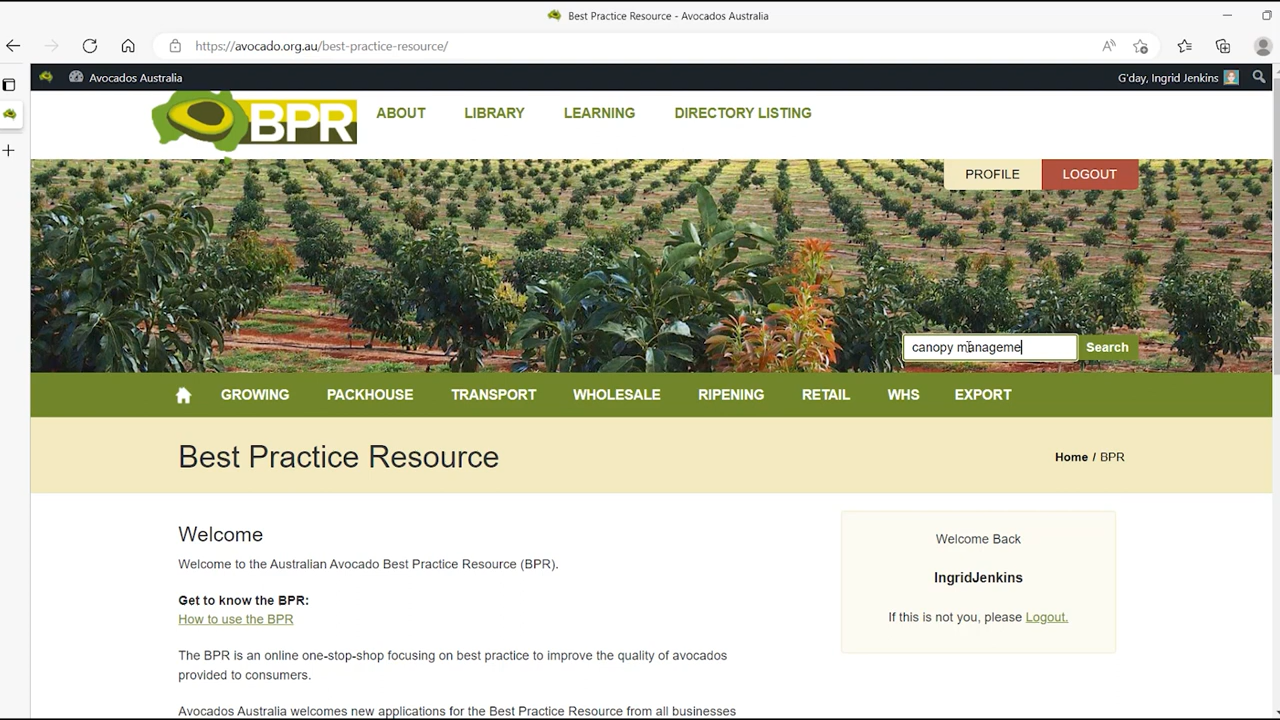 Best Practice Resource - Avocados Australia
https://avocado.org.au/best-practice-resource/
Avocados Australia
G'day, Ingrid Jenkins
BPR
ABOUT
LIBRARY
LEARNING
DIRECTORY LISTING
PROFILE
LOGOUT
canopy manageme
Search
GROWING
PACKHOUSE
TRANSPORT
WHOLESALE
RIPENING
RETAIL
WHS
EXPORT
Best Practice Resource
Home / BPR
Welcome
Welcome to the Australian Avocado Best Practice Resource (BPR).
Get to know the BPR:
How to use the BPR
The BPR is an online one-stop-shop focusing on best practice to improve the quality of avocados
provided to consumers.
Avocados Australia welcomes new applications for the Best Practice Resource from all businesses
Welcome Back
IngridJenkins
If this is not you, please Logout.